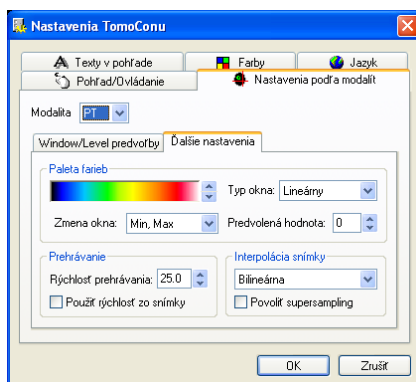 Nastavenia TomoConu
Texty v pohľade
Farby
Jazyk
Pohľad/Ovládanie
Nastavenia podľa modalít
Modalita PT
Window/Level predvoľby
Ďalšie nastavenia
Paleta farieb
Typ okna: Lineárny
Zmena okna: Min, Max
Predvolená hodnota: 0
Prehrávanie
Interpolácia snímky
Rýchlosť prehrávania: 25.0
Bilineárna
Použiť rýchlosť zo snímky
Povoliť supersampling
OK
Zrušiť